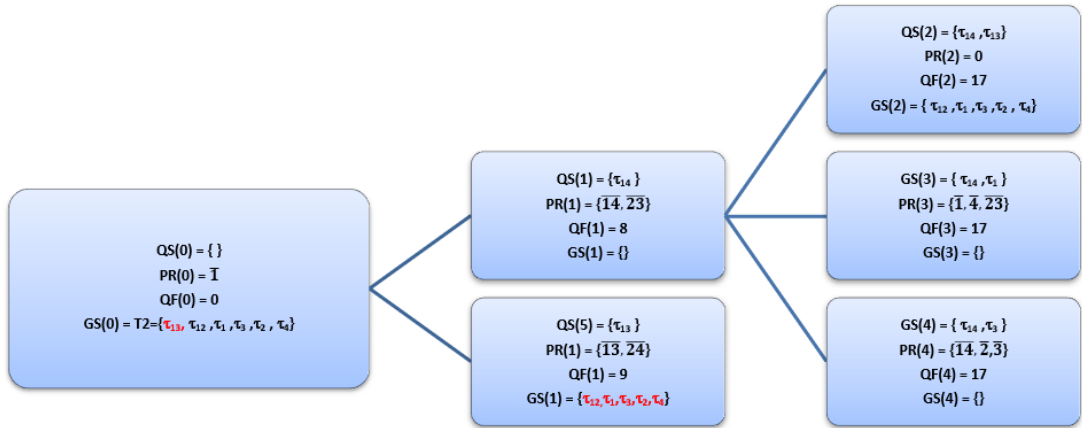 QS(0) = { }
PR(0) = 1̅
QF(0) = 0
GS(0) = T2={τ₁₃, τ₁₂ ,τ₁ ,τ₃ ,τ₂ , τ₄}
QS(1) = {τ₁₄ }
PR(1) = {1̅4̅, 2̅3̅}
QF(1) = 8
GS(1) = {}
QS(5) = {τ₁₃ }
PR(1) = {1̅3̅, 2̅4̅}
QF(1) = 9
GS(1) = {τ₁₂,τ₁,τ₃,τ₂,τ₄}
QS(2) = {τ₁₄ ,τ₁₃}
PR(2) = 0
QF(2) = 17
GS(2) = { τ₁₂ ,τ₁ ,τ₃ ,τ₂ , τ₄}
GS(3) = { τ₁₄ ,τ₁ }
PR(3) = {1̅, 4̅, 2̅3̅}
QF(3) = 17
GS(3) = {}
GS(4) = { τ₁₄ ,τ₃ }
PR(4) = {1̅4̅, 2̅,3̅}
QF(4) = 17
GS(4) = {}